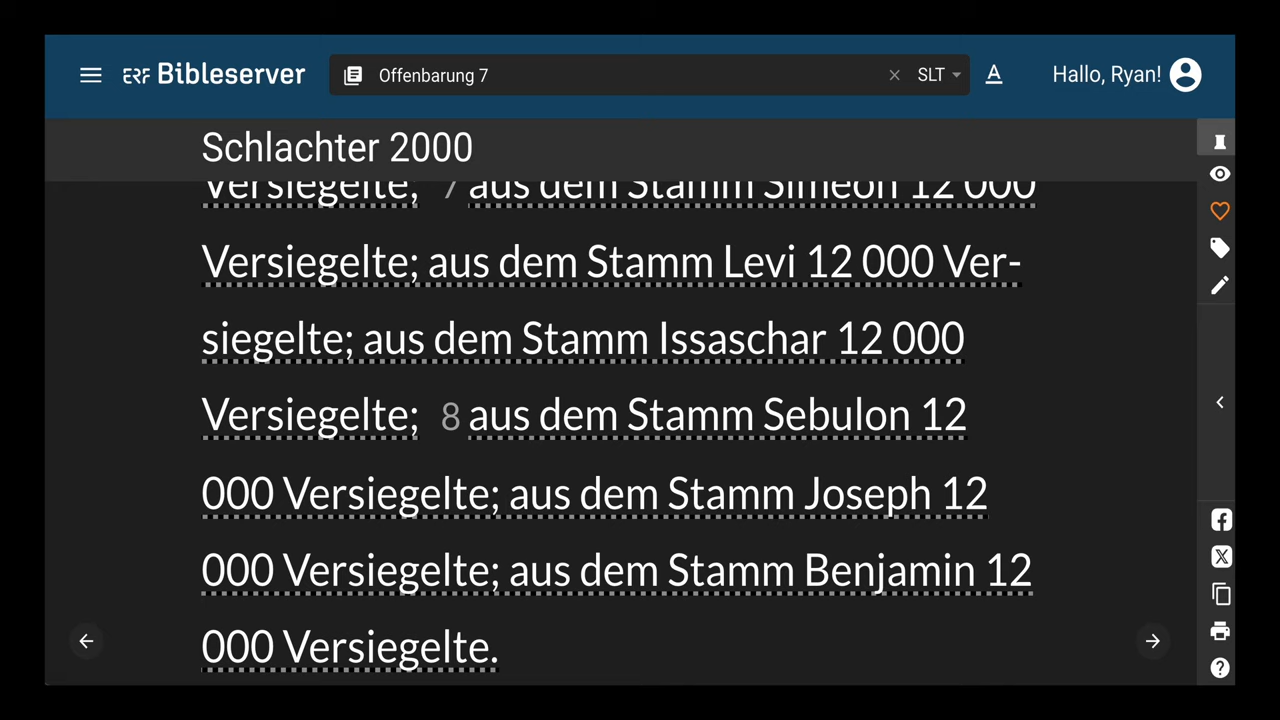 ERF Bibleserver
Offenbarung 7
SLT
A
Hallo, Ryan!
Schlachter 2000
Versiegelte; 7 aus dem Stamm Simeon 12 000
Versiegelte; aus dem Stamm Levi 12 000 Ver-
siegelte; aus dem Stamm Issaschar 12 000
Versiegelte; 8 aus dem Stamm Sebulon 12
000 Versiegelte; aus dem Stamm Joseph 12
000 Versiegelte; aus dem Stamm Benjamin 12
000 Versiegelte.